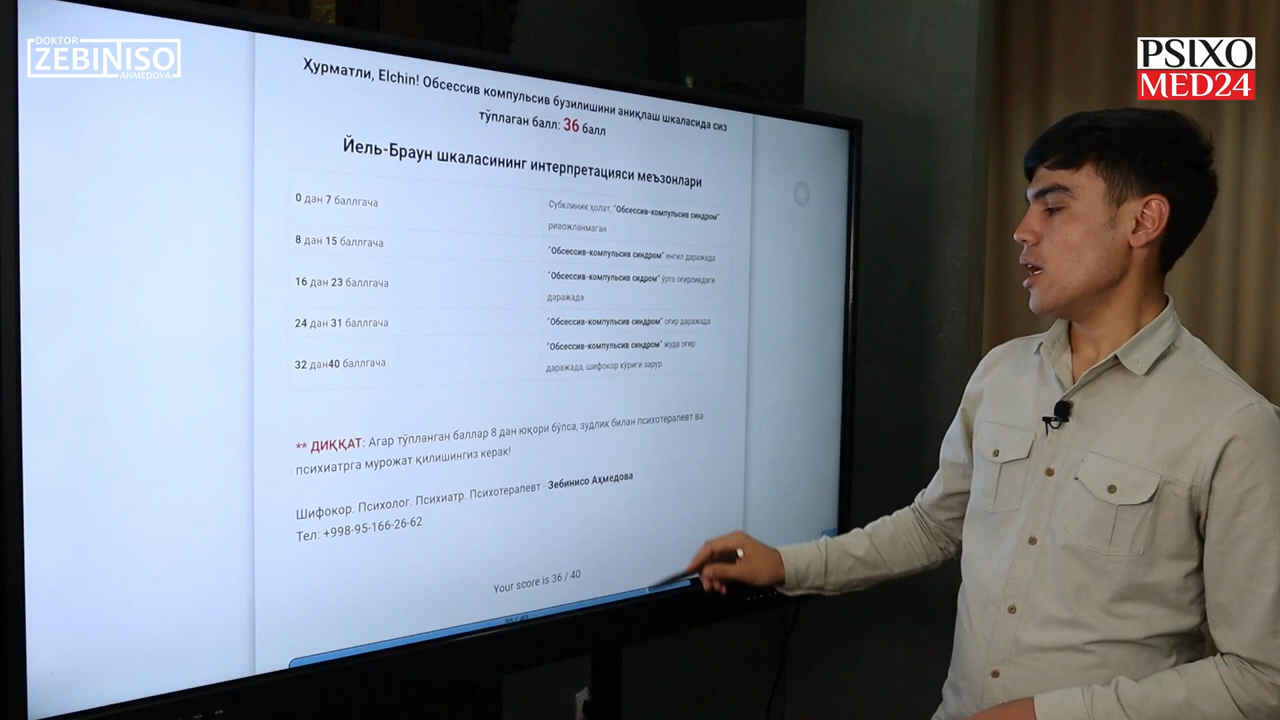 DOKTOR
ZEBINISO
AHMEDOVA
PSIXO
MED24
Ҳурматли, Elchin! Обсессив компульсив бузилишини аниқлаш шкаласида сиз
тўплаган балл: 36 балл
Йель-Браун шкаласининг интерпретацияси меъзонлари
0 дан 7 баллгача
Субклиник ҳолат, "Обсессив-компульсив синдром"
ривожланмаган
8 дан 15 баллгача
"Обсессив-компульсив синдром" енгил даражада
16 дан 23 баллгача
"Обсессив-компульсив сидром" ўрта оғирликдаги
даражада
24 дан 31 баллгача
"Обсессив-компульсив синдром" оғир даражада
32 дан40 баллгача
"Обсессив-компульсив синдром" жуда оғир
даражада, шифокор кўриги зарур
** ДИҚҚАТ: Агар тўпланган баллар 8 дан юқори бўлса, зудлик билан психотерапевт ва
психиатрга мурожат қилишингиз керак!
Шифокор. Психолог. Психиатр. Психотерапевт - Зебинисо Аҳмедова
Тел: +998-95-166-26-62
Your score is 36 / 40
36 / 40